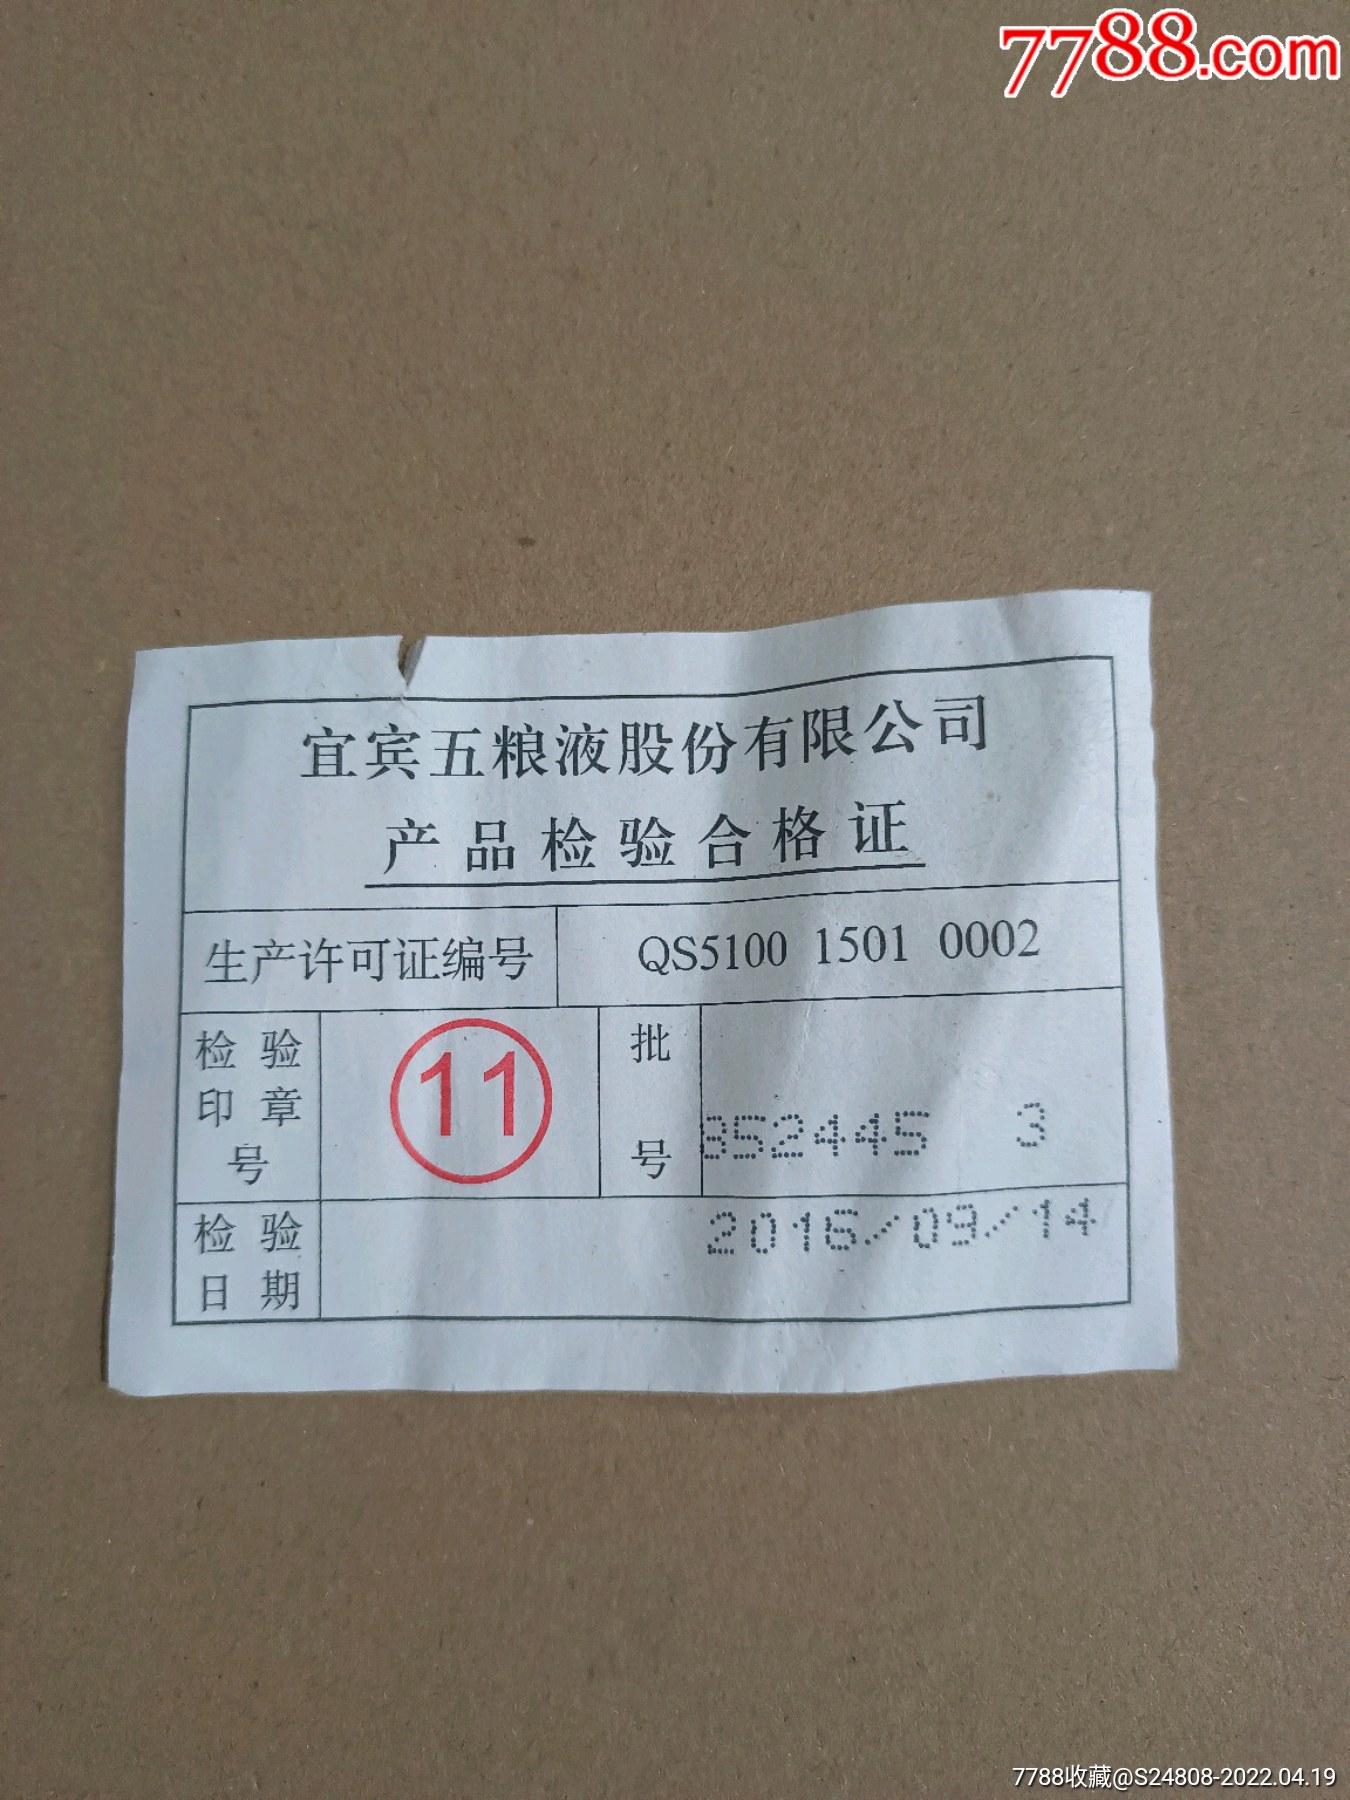 7788.com
宜宾五粮液股份有限公司
产品检验合格证
生产许可证编号 QS5100 1501 0002
检验印章号 11 批号 352445 3
检验日期 2016/09/14
7788收藏@S24808-2022.04.19